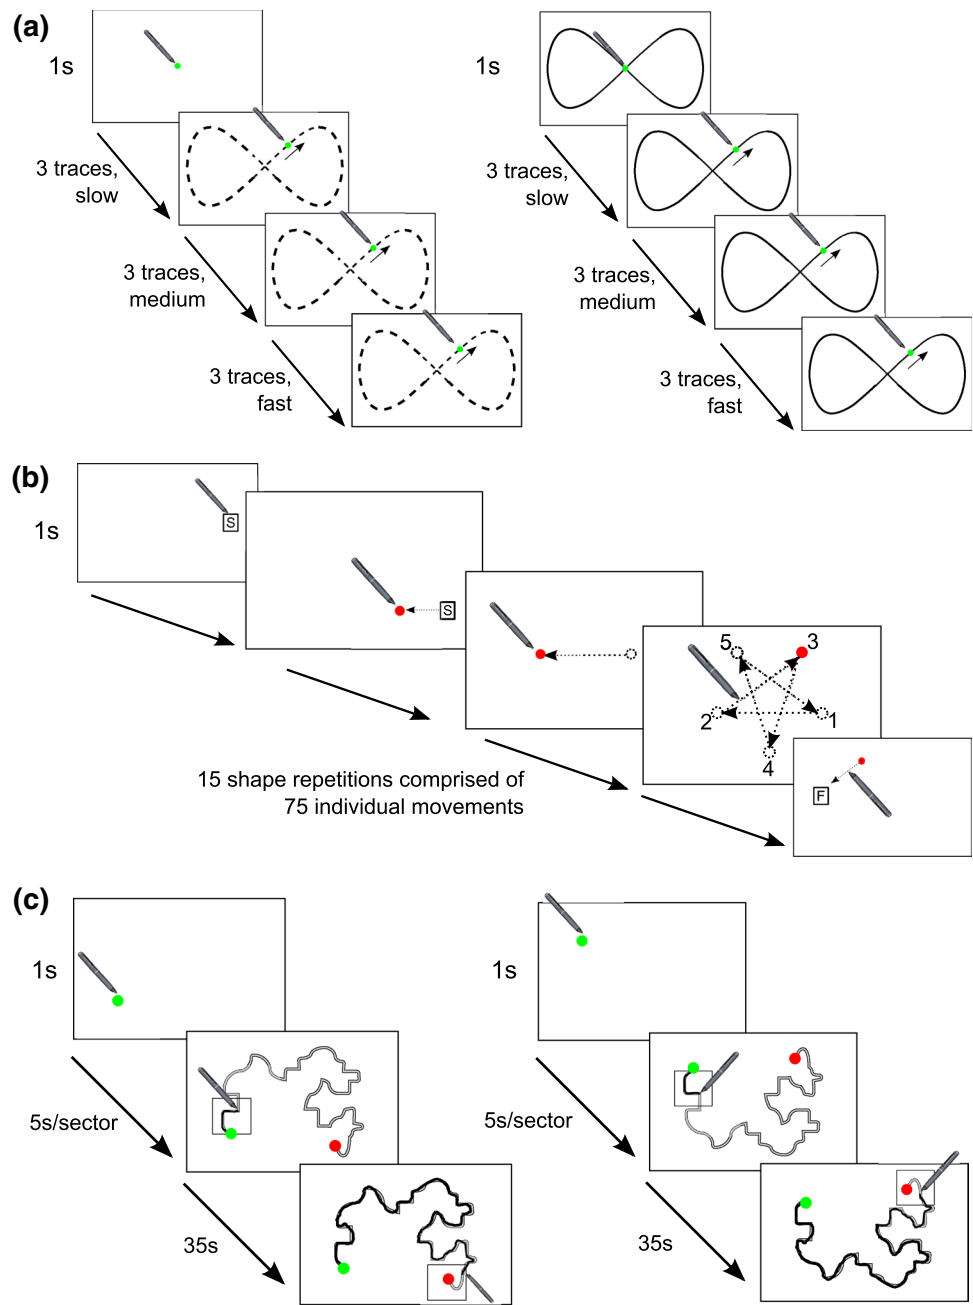 (a)
1s
3 traces,
slow
3 traces,
medium
3 traces,
fast
1s
3 traces,
slow
3 traces,
medium
3 traces,
fast
(b)
1s
S
S
5
3
2
1
4
F
15 shape repetitions comprised of
75 individual movements
(c)
1s
5s/sector
35s
1s
5s/sector
35s